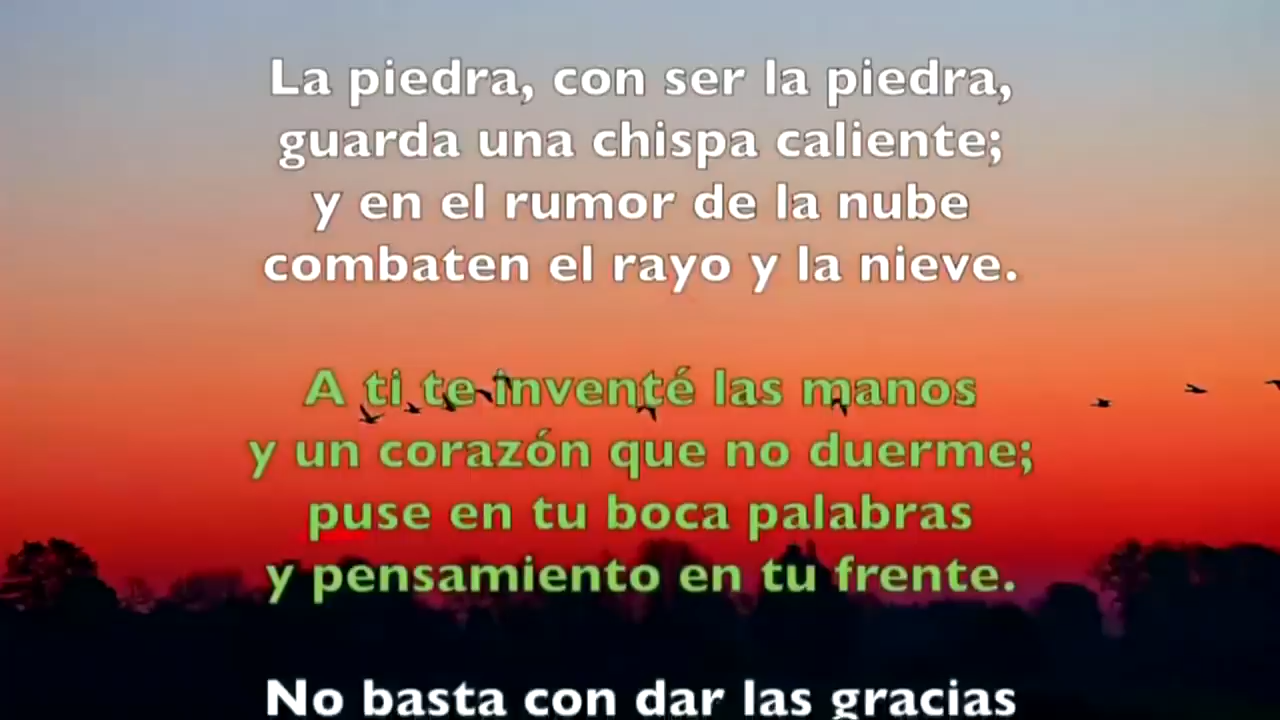 La piedra, con ser la piedra,
guarda una chispa caliente;
y en el rumor de la nube
combaten el rayo y la nieve.
A ti te inventé las manos
y un corazón que no duerme;
puse en tu boca palabras
y pensamiento en tu frente.
No basta con dar las gracias